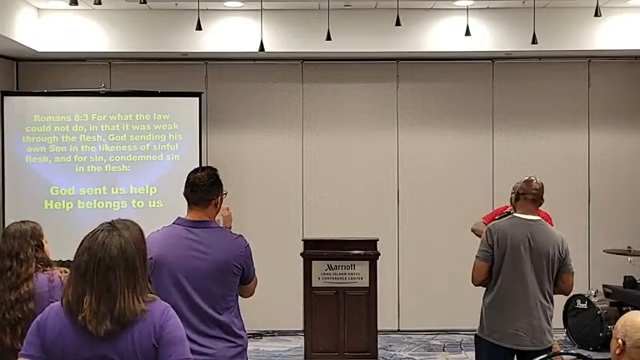 Romans 8:3 For what the law
could not do, in that it was weak
through the flesh, God sending his
own Son in the likeness of sinful
flesh, and for sin, condemned sin
in the flesh:
God sent us help
Help belongs to us
Marriott
LONG ISLAND HOTEL
& CONFERENCE CENTER